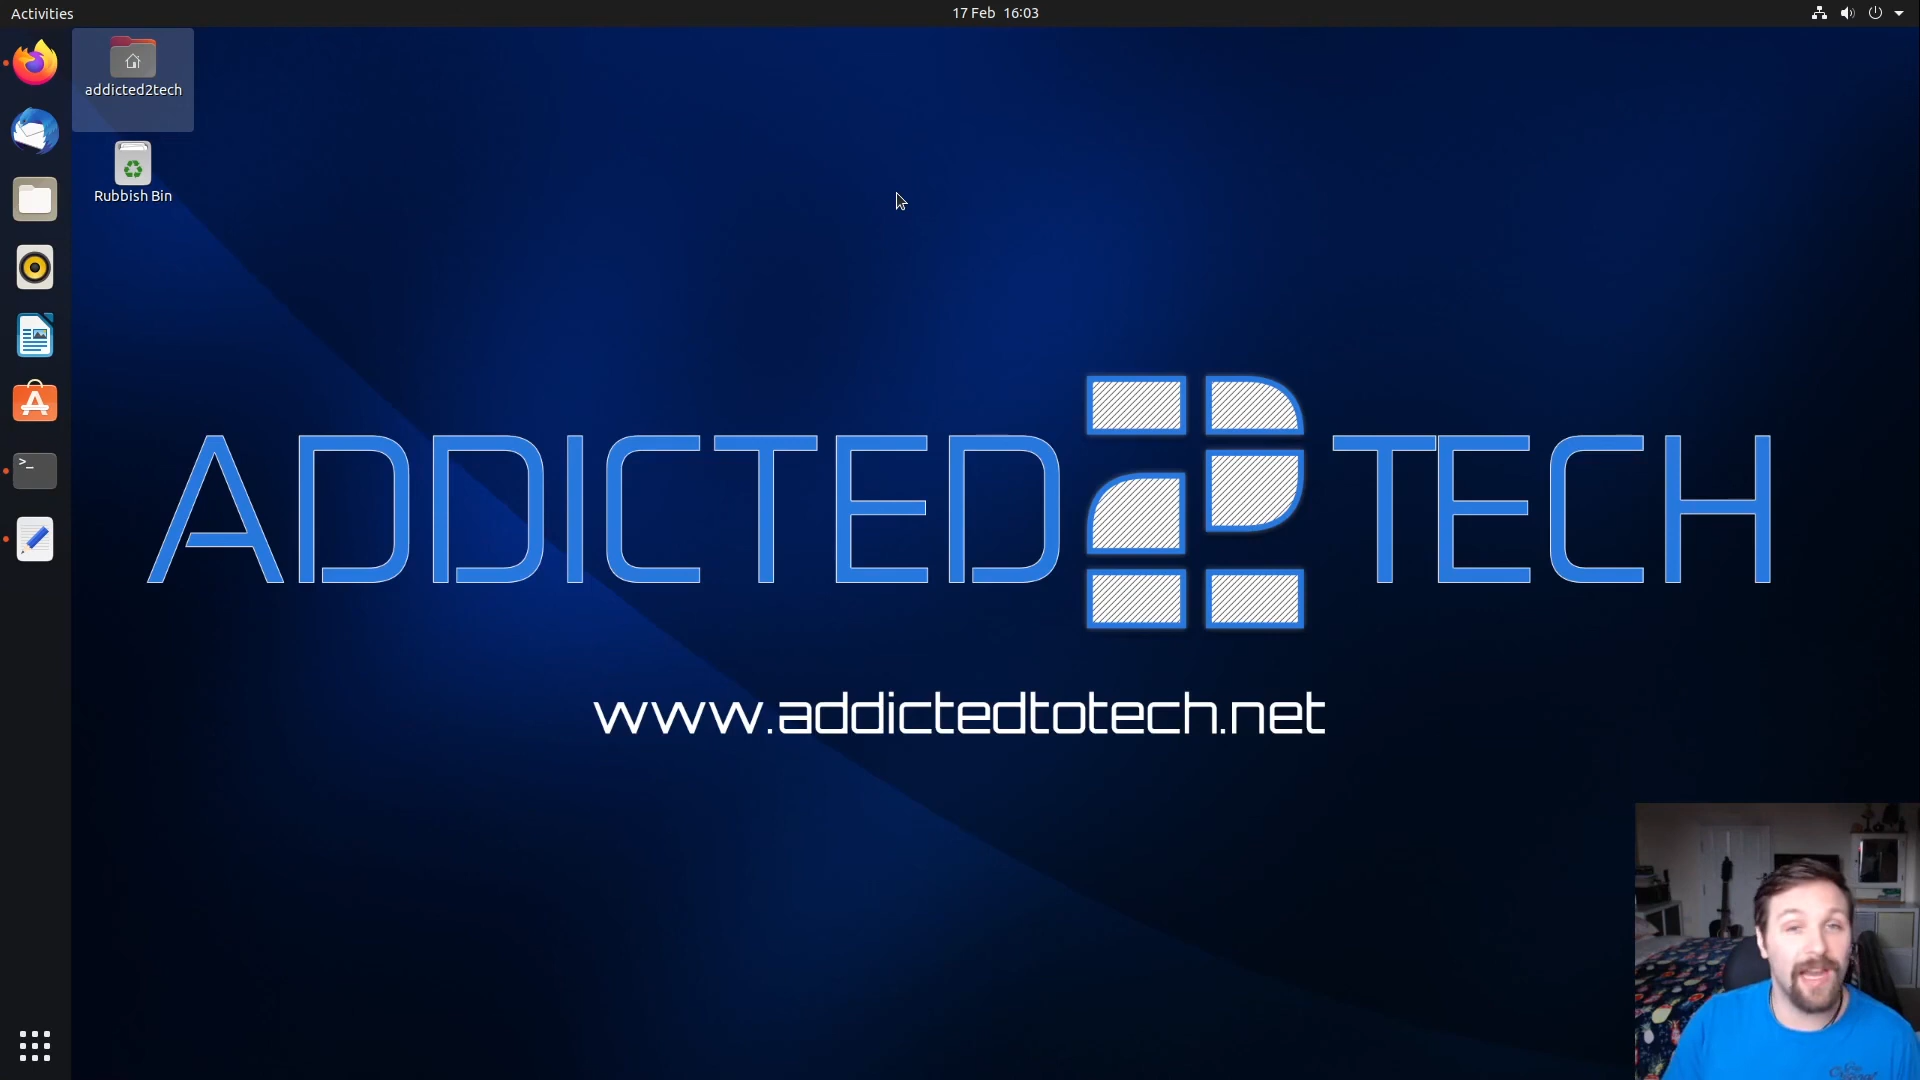 Activities
17 Feb 16:03
addicted2tech
Rubbish Bin
ADDICTED2TECH
www.addictedtotech.net